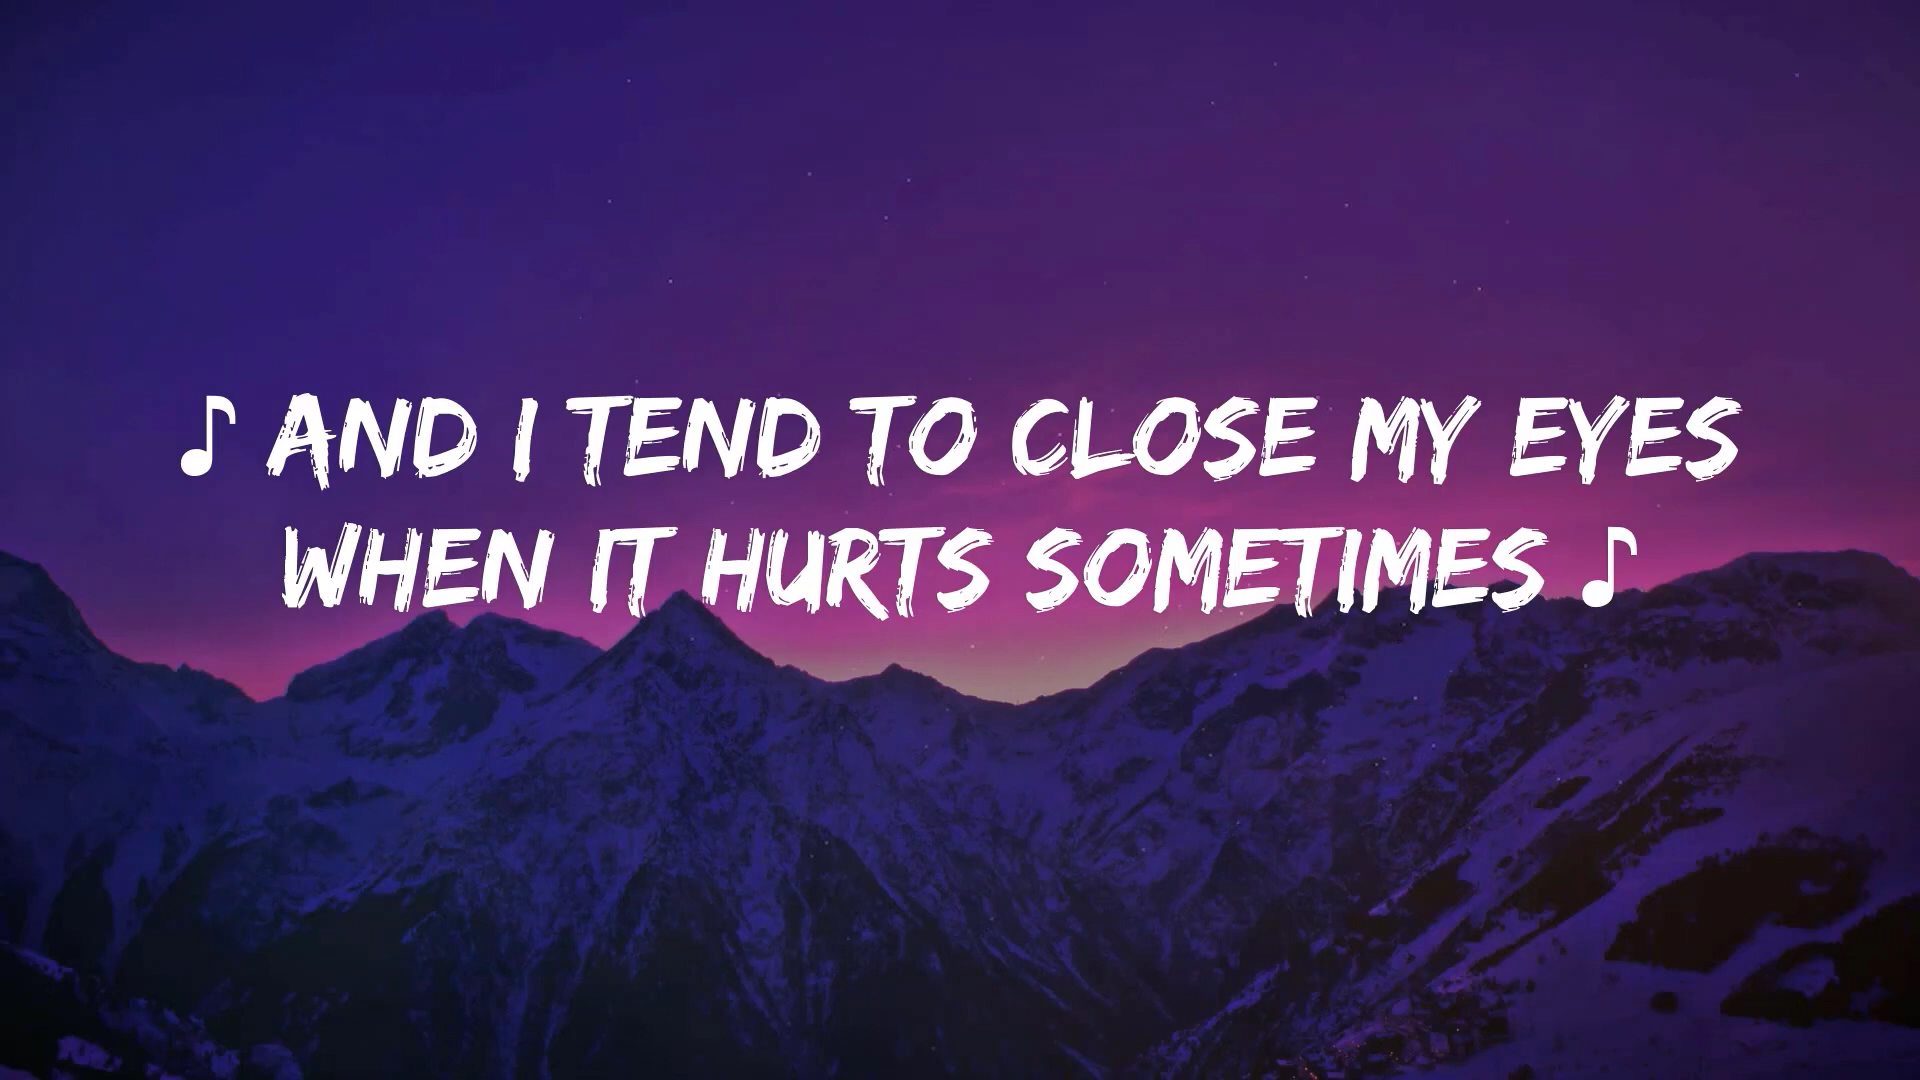 ♪ AND I TEND TO CLOSE MY EYES
WHEN IT HURTS SOMETIMES ♪